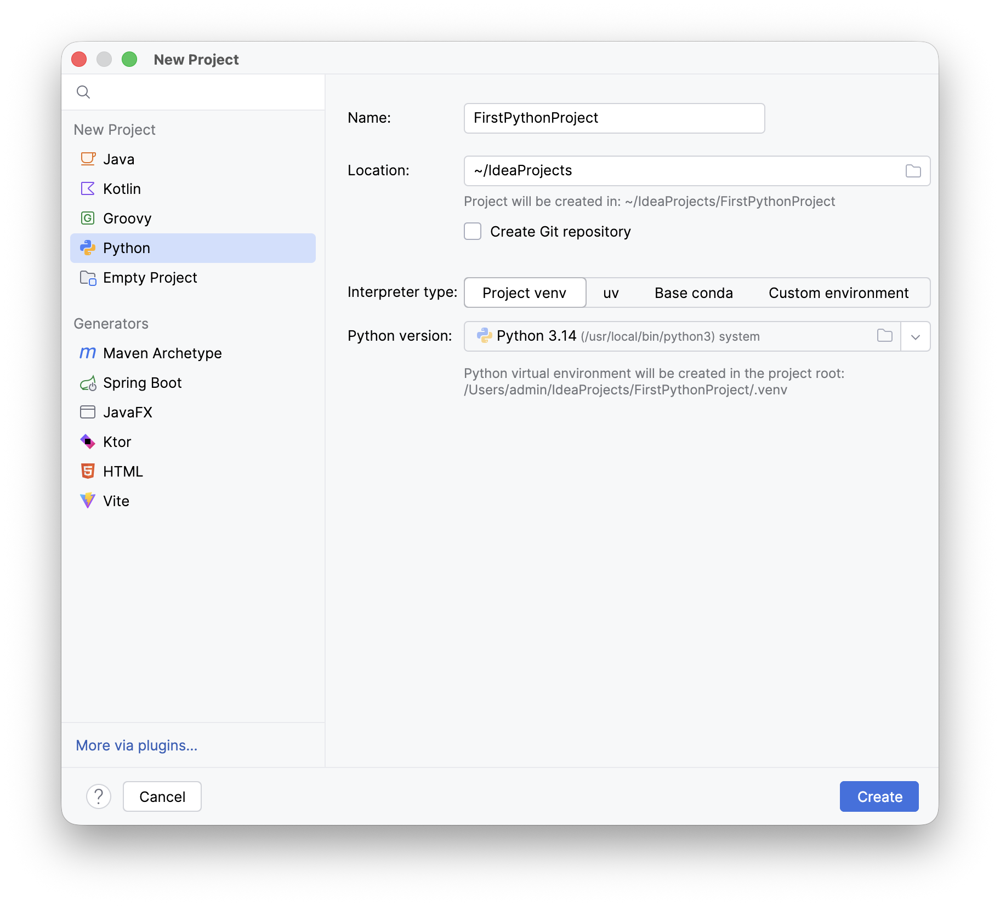 New Project
New Project
Java
Kotlin
Groovy
Python
Empty Project
Generators
Maven Archetype
Spring Boot
JavaFX
Ktor
HTML
Vite
More via plugins...
Name: FirstPythonProject
Location: ~/IdeaProjects
Project will be created in: ~/IdeaProjects/FirstPythonProject
Create Git repository
Interpreter type: Project venv uv Base conda Custom environment
Python version: Python 3.14 (/usr/local/bin/python3) system
Python virtual environment will be created in the project root:
/Users/admin/IdeaProjects/FirstPythonProject/.venv
? Cancel Create